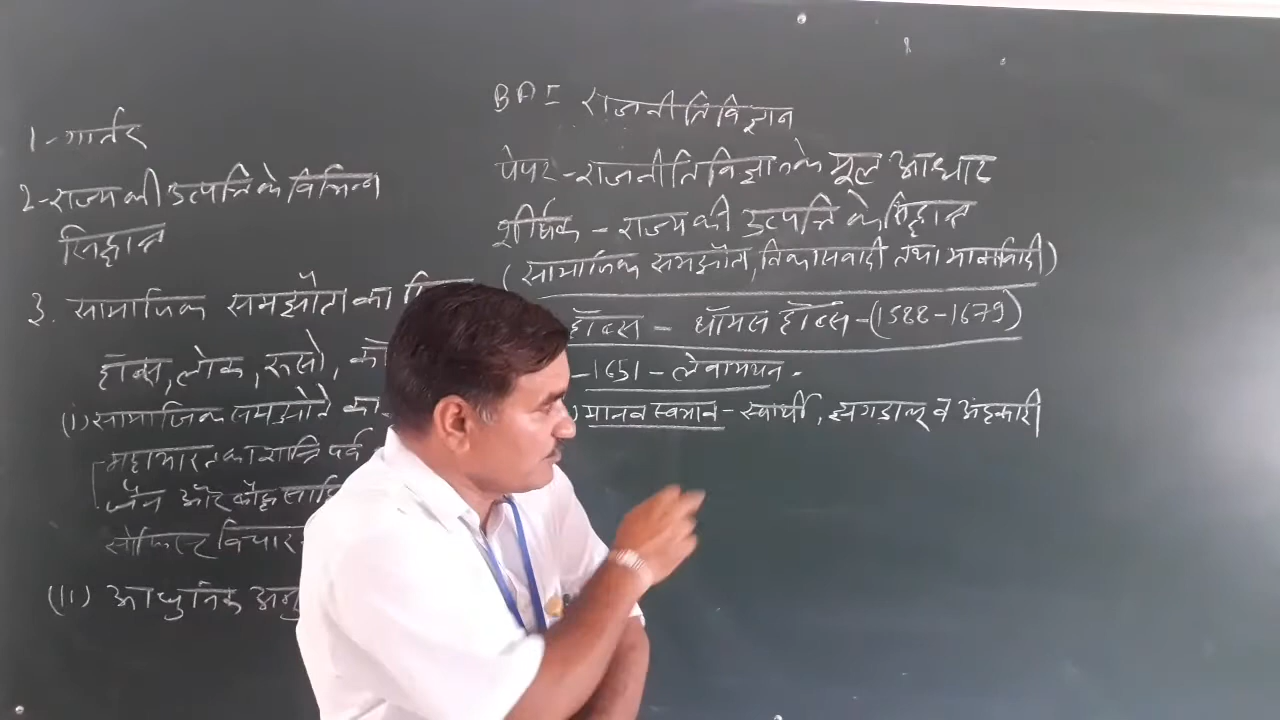 1- गार्नर
2- राज्य की उत्पत्ति के विभिन्न
सिद्धान्त
3. सामाजिक समझौता का
हॉब्स, लोक, रूसो,
(i) सामाजिक समझौते का
महाभारत का शान्ति पर्व
जैन और बौद्ध
सोफिस्ट विचार
(ii) आधुनिक
BA I राजनीति विज्ञान
पेपर - राजनीति विज्ञान के मूल आधार
शीर्षक - राज्य की उत्पत्ति के सिद्धान्त
(सामाजिक समझौता, विकासवादी तथा मार्क्सवादी)
हॉब्स - थॉमस हॉब्स - (1588-1679)
- 1651 - लेवायथन -
) मानव स्वभाव - स्वार्थी, झगडालू व अहंकारी